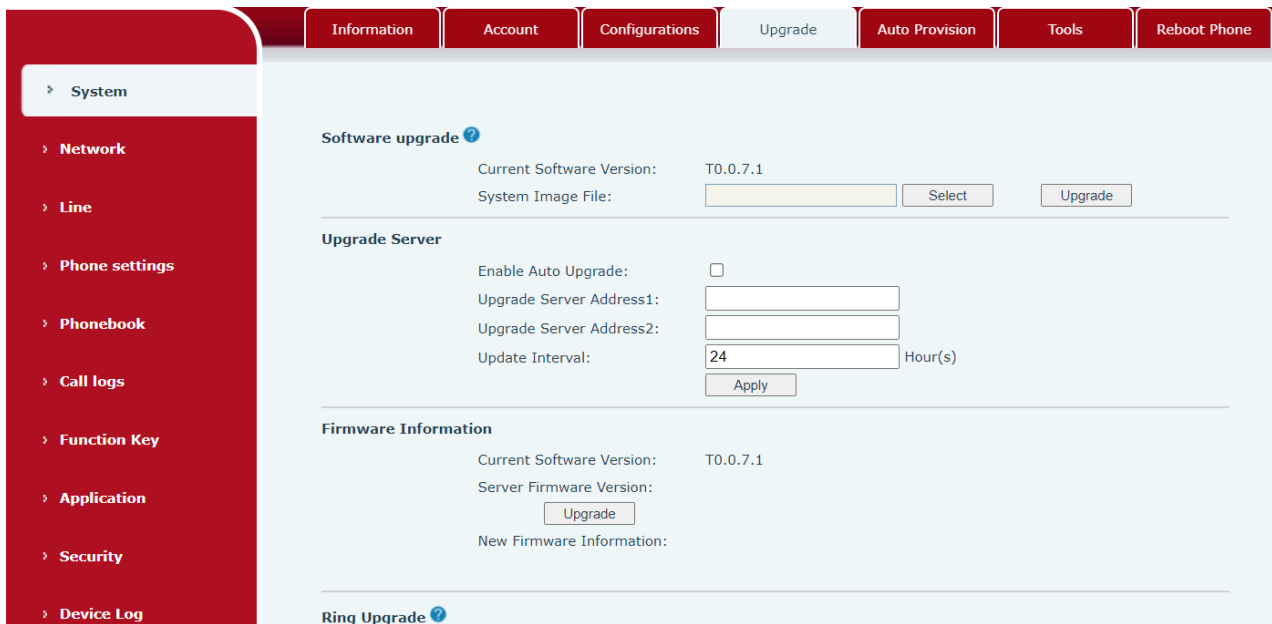 Information Account Configurations Upgrade Auto Provision Tools Reboot Phone
System
Network
Line
Phone settings
Phonebook
Call logs
Function Key
Application
Security
Device Log
Software upgrade ?
Current Software Version: T0.0.7.1
System Image File: Select Upgrade
Upgrade Server
Enable Auto Upgrade:
Upgrade Server Address1:
Upgrade Server Address2:
Update Interval: 24 Hour(s)
Apply
Firmware Information
Current Software Version: T0.0.7.1
Server Firmware Version:
Upgrade
New Firmware Information:
Ring Upgrade ?